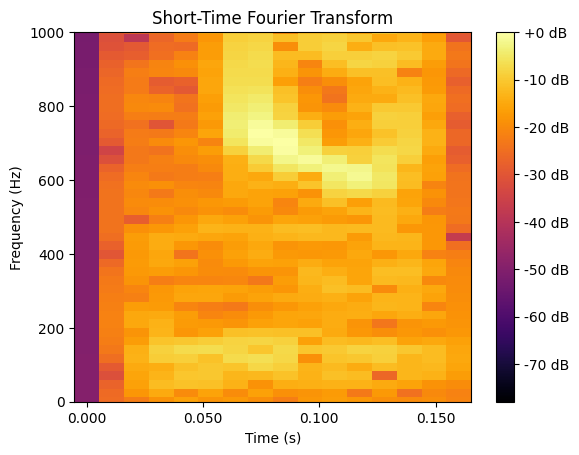 Short-Time Fourier Transform
Frequency (Hz)
1000
800
600
400
200
0
0.000
0.050
0.100
0.150
Time (s)
+0 dB
-10 dB
-20 dB
-30 dB
-40 dB
-50 dB
-60 dB
-70 dB